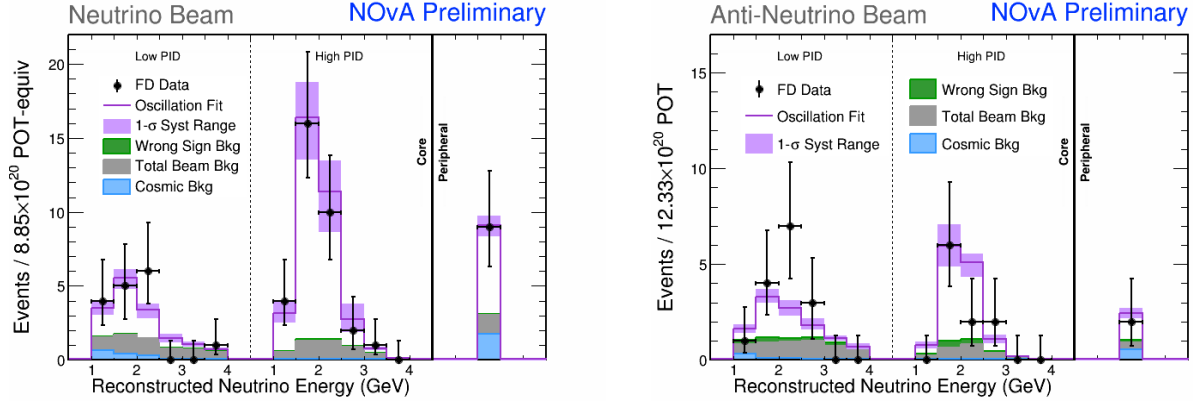 Neutrino Beam
NOvA Preliminary
Low PID
High PID
FD Data
Oscillation Fit
1-σ Syst Range
Wrong Sign Bkg
Total Beam Bkg
Cosmic Bkg
Core
Peripheral
Events / 8.85×10²⁰ POT-equiv
20
15
10
5
0
1 2 3 4 1 2 3 4
Reconstructed Neutrino Energy (GeV)
Anti-Neutrino Beam
NOvA Preliminary
Low PID
High PID
FD Data
Oscillation Fit
1-σ Syst Range
Wrong Sign Bkg
Total Beam Bkg
Cosmic Bkg
Core
Peripheral
Events / 12.33×10²⁰ POT
15
10
5
0
1 2 3 4 1 2 3 4
Reconstructed Neutrino Energy (GeV)